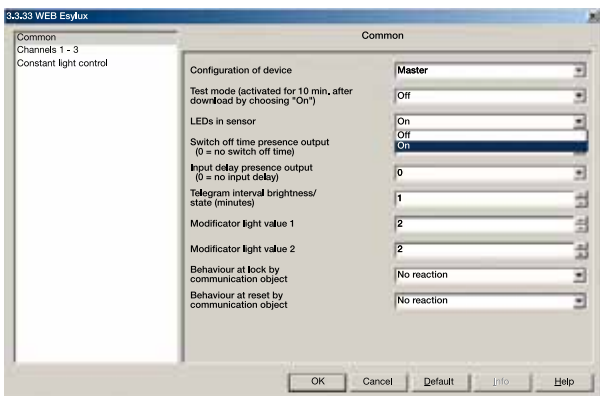 3.3.33 WEB Esylux
Common
Channels 1 - 3
Constant light control
Common
Configuration of device
Master
Test mode (activated for 10 min. after
download by choosing "On")
Off
LEDs in sensor
On
Off
On
Switch off time presence output
(0 = no switch off time)
Input delay presence output
(0 = no input delay)
0
Telegram interval brightness/
state (minutes)
1
Modificator light value 1
2
Modificator light value 2
2
Behaviour at lock by
communication object
No reaction
Behaviour at reset by
communication object
No reaction
OK
Cancel
Default
Info
Help